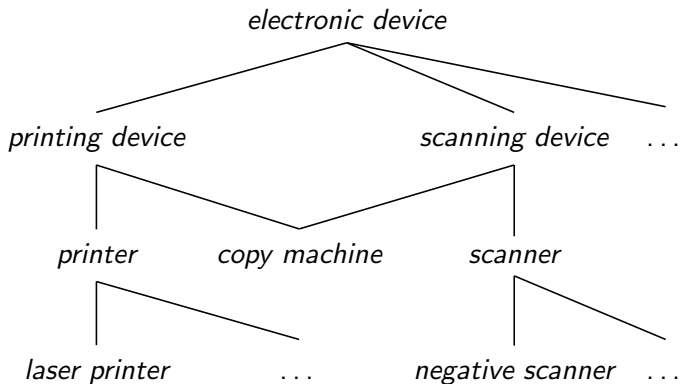 electronic device
printing device scanning device ...
printer copy machine scanner
laser printer ... negative scanner ...